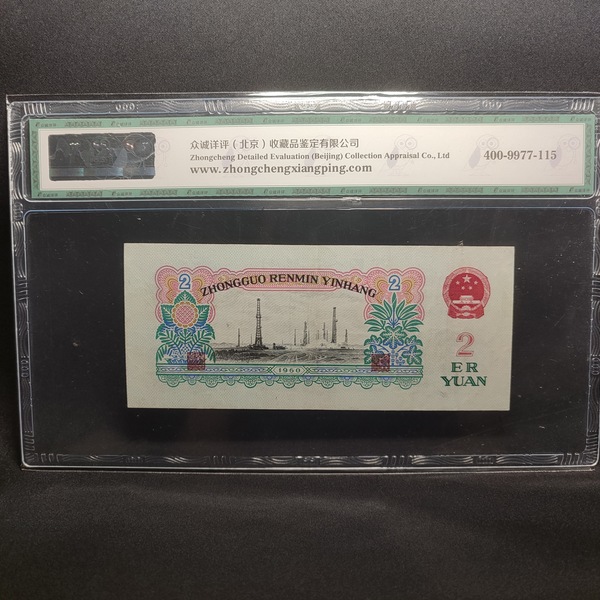 众诚详评（北京）收藏品鉴定有限公司
Zhongcheng Detailed Evaluation (Beijing) Collection Appraisal Co., Ltd
www.zhongchengxiangping.com
400-9977-115
2
2
ZHONGGUO RENMIN YINHANG
1960
2
ER
YUAN